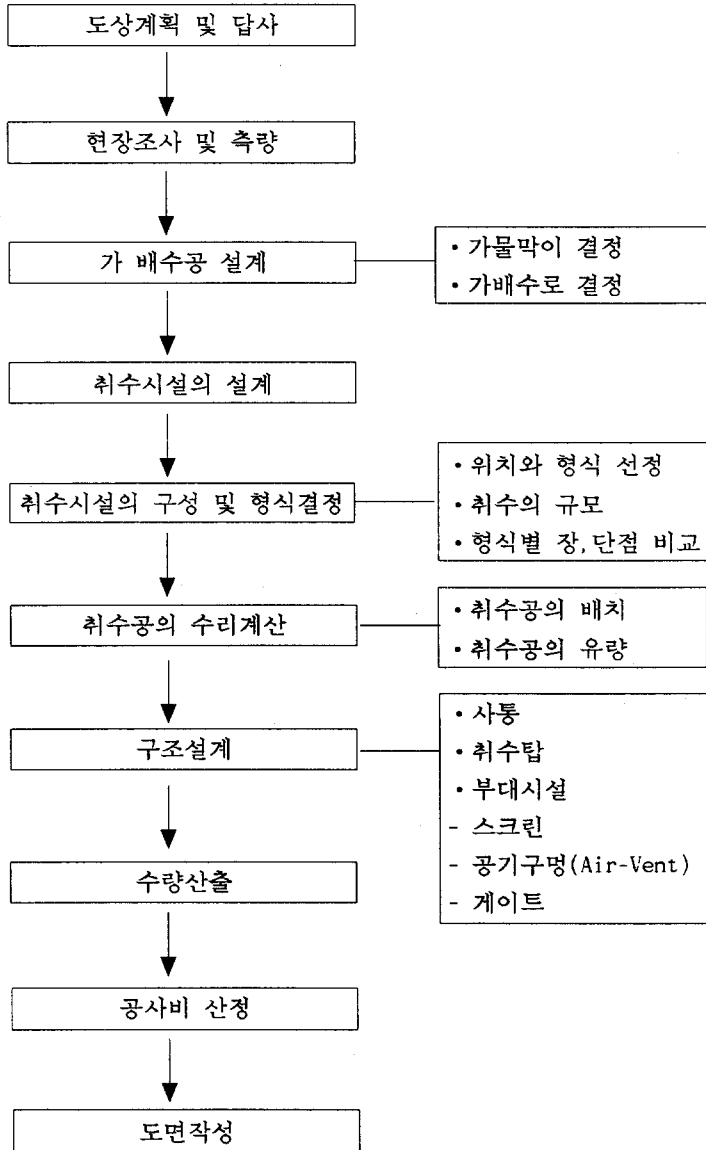 도상계획 및 답사
현장조사 및 측량
가 배수공 설계
• 가물막이 결정
• 가배수로 결정
취수시설의 설계
취수시설의 구성 및 형식결정
• 위치와 형식 선정
• 취수의 규모
• 형식별 장,단점 비교
취수공의 수리계산
• 취수공의 배치
• 취수공의 유량
구조설계
• 사통
• 취수탑
• 부대시설
- 스크린
- 공기구멍(Air-Vent)
- 게이트
수량산출
공사비 산정
도면작성